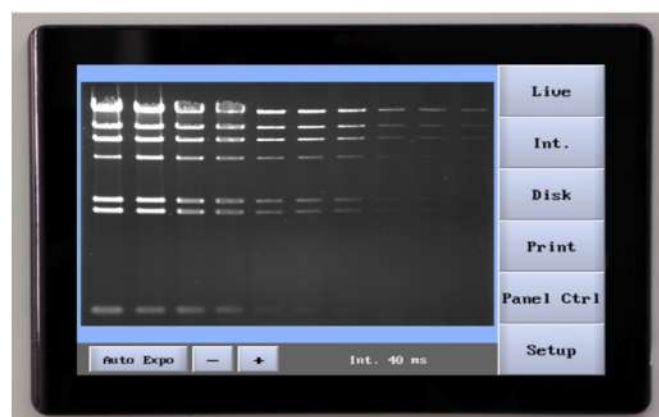 Live
Int.
Disk
Print
Panel Ctrl
Setup
Auto Expo
−
+
Int. 40 ms